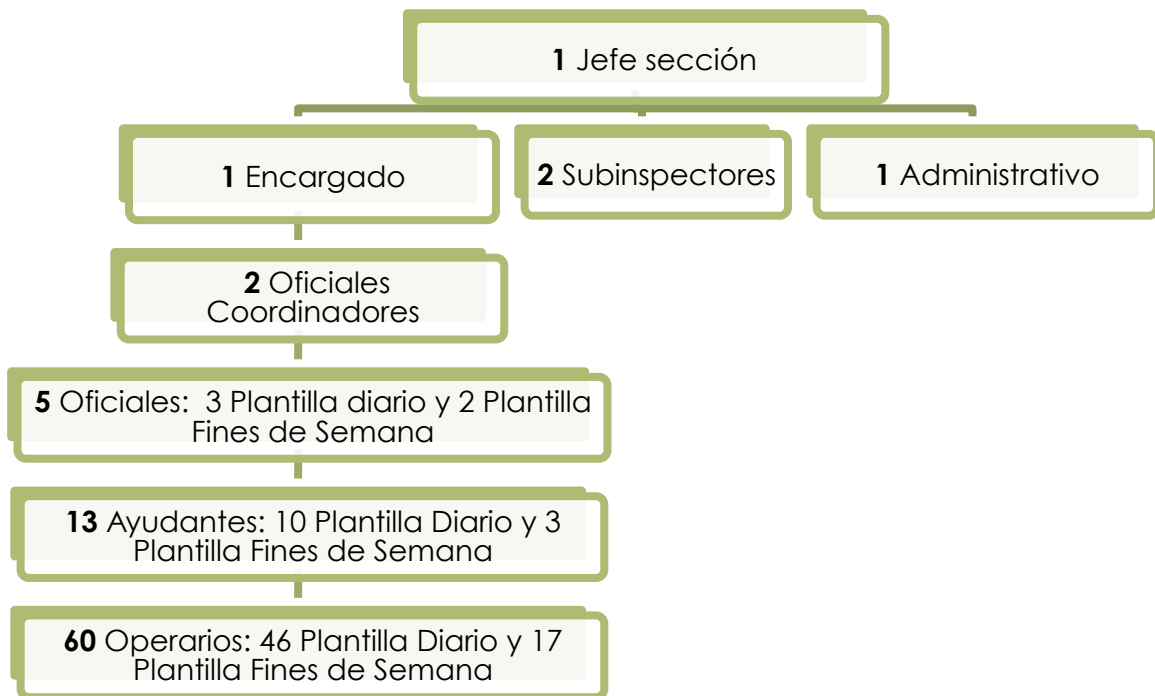 1 Jefe sección
1 Encargado
2 Subinspectores
1 Administrativo
2 Oficiales
Coordinadores
5 Oficiales:  3 Plantilla diario y 2 Plantilla
Fines de Semana
13 Ayudantes: 10 Plantilla Diario y 3
Plantilla Fines de Semana
60 Operarios: 46 Plantilla Diario y 17
Plantilla Fines de Semana